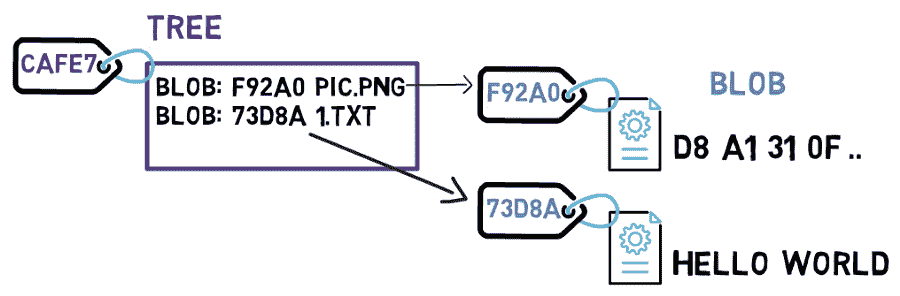 TREE
CAFE7
BLOB: F92A0 PIC.PNG
BLOB: 73D8A 1.TXT
F92A0
BLOB
D8 A1 31 0F ..
73D8A
HELLO WORLD